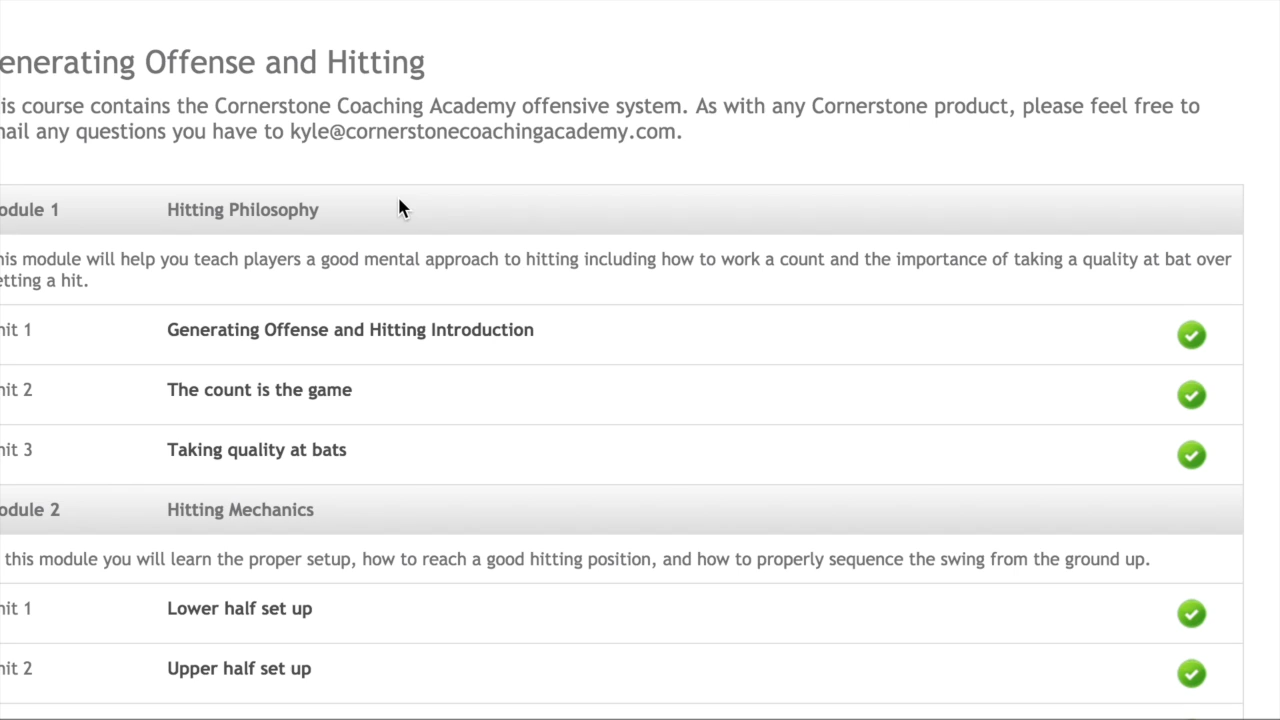 enerating Offense and Hitting
is course contains the Cornerstone Coaching Academy offensive system. As with any Cornerstone product, please feel free to
ail any questions you have to kyle@cornerstonecoachingacademy.com.
odule 1 Hitting Philosophy
his module will help you teach players a good mental approach to hitting including how to work a count and the importance of taking a quality at bat over
etting a hit.
nit 1 Generating Offense and Hitting Introduction
nit 2 The count is the game
nit 3 Taking quality at bats
odule 2 Hitting Mechanics
this module you will learn the proper setup, how to reach a good hitting position, and how to properly sequence the swing from the ground up.
nit 1 Lower half set up
nit 2 Upper half set up